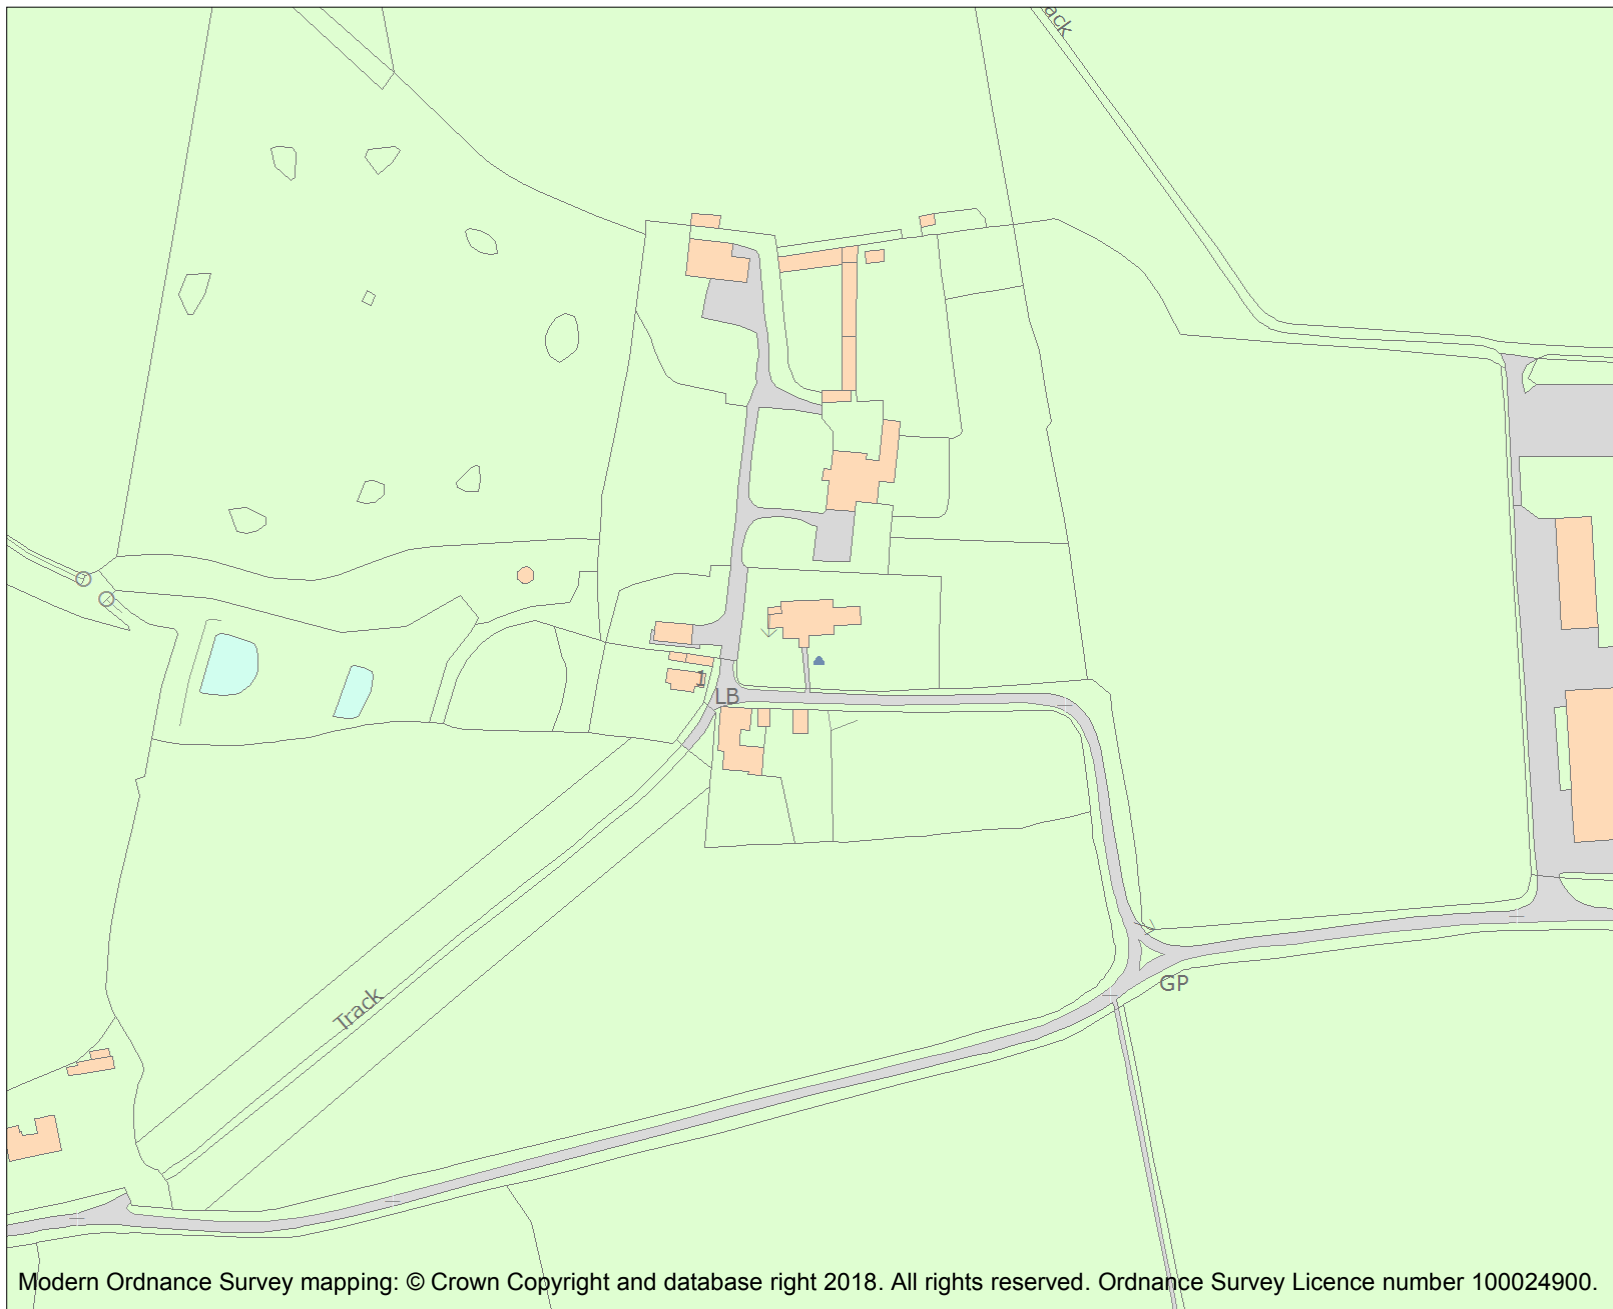 ack
1
LB
GP
Track
Modern Ordnance Survey mapping: © Crown Copyright and database right 2018. All rights reserved. Ordnance Survey Licence number 100024900.